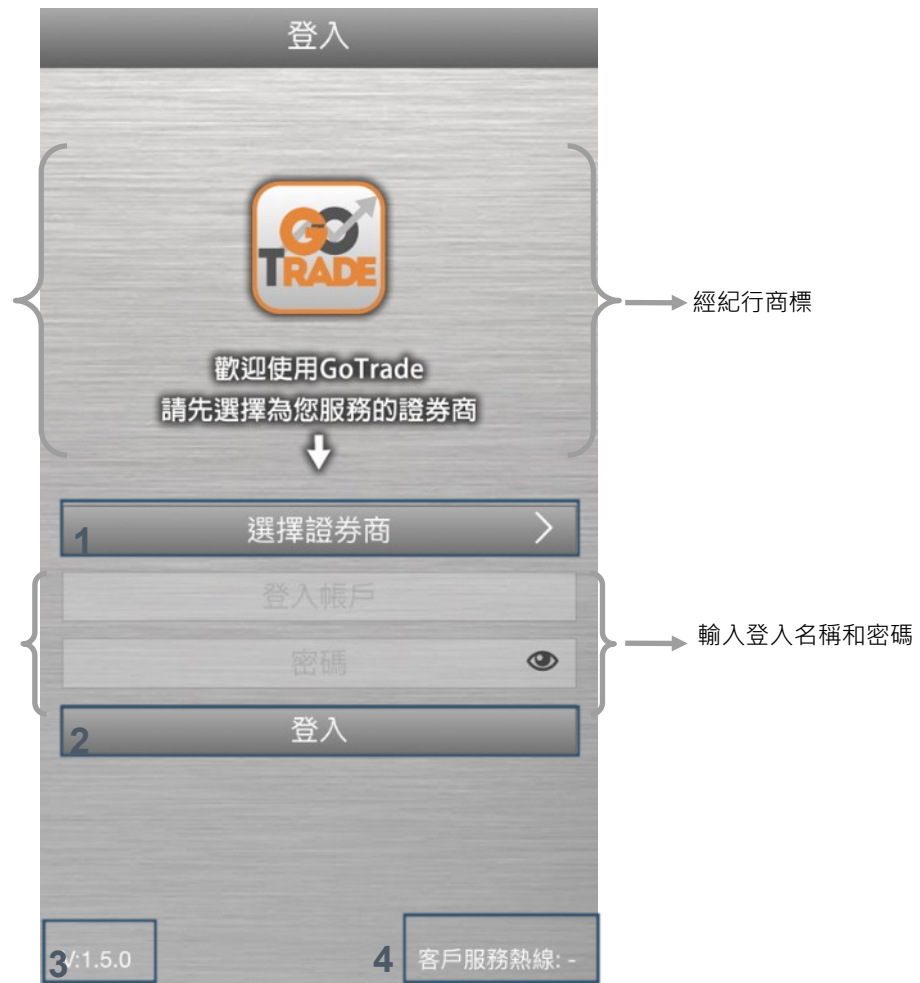 登入
GO
TRADE
歡迎使用GoTrade
請先選擇為您服務的證券商
經紀行商標
1 選擇證券商
登入帳戶
密碼
輸入登入名稱和密碼
2 登入
3 V:1.5.0
4 客戶服務熱線: -